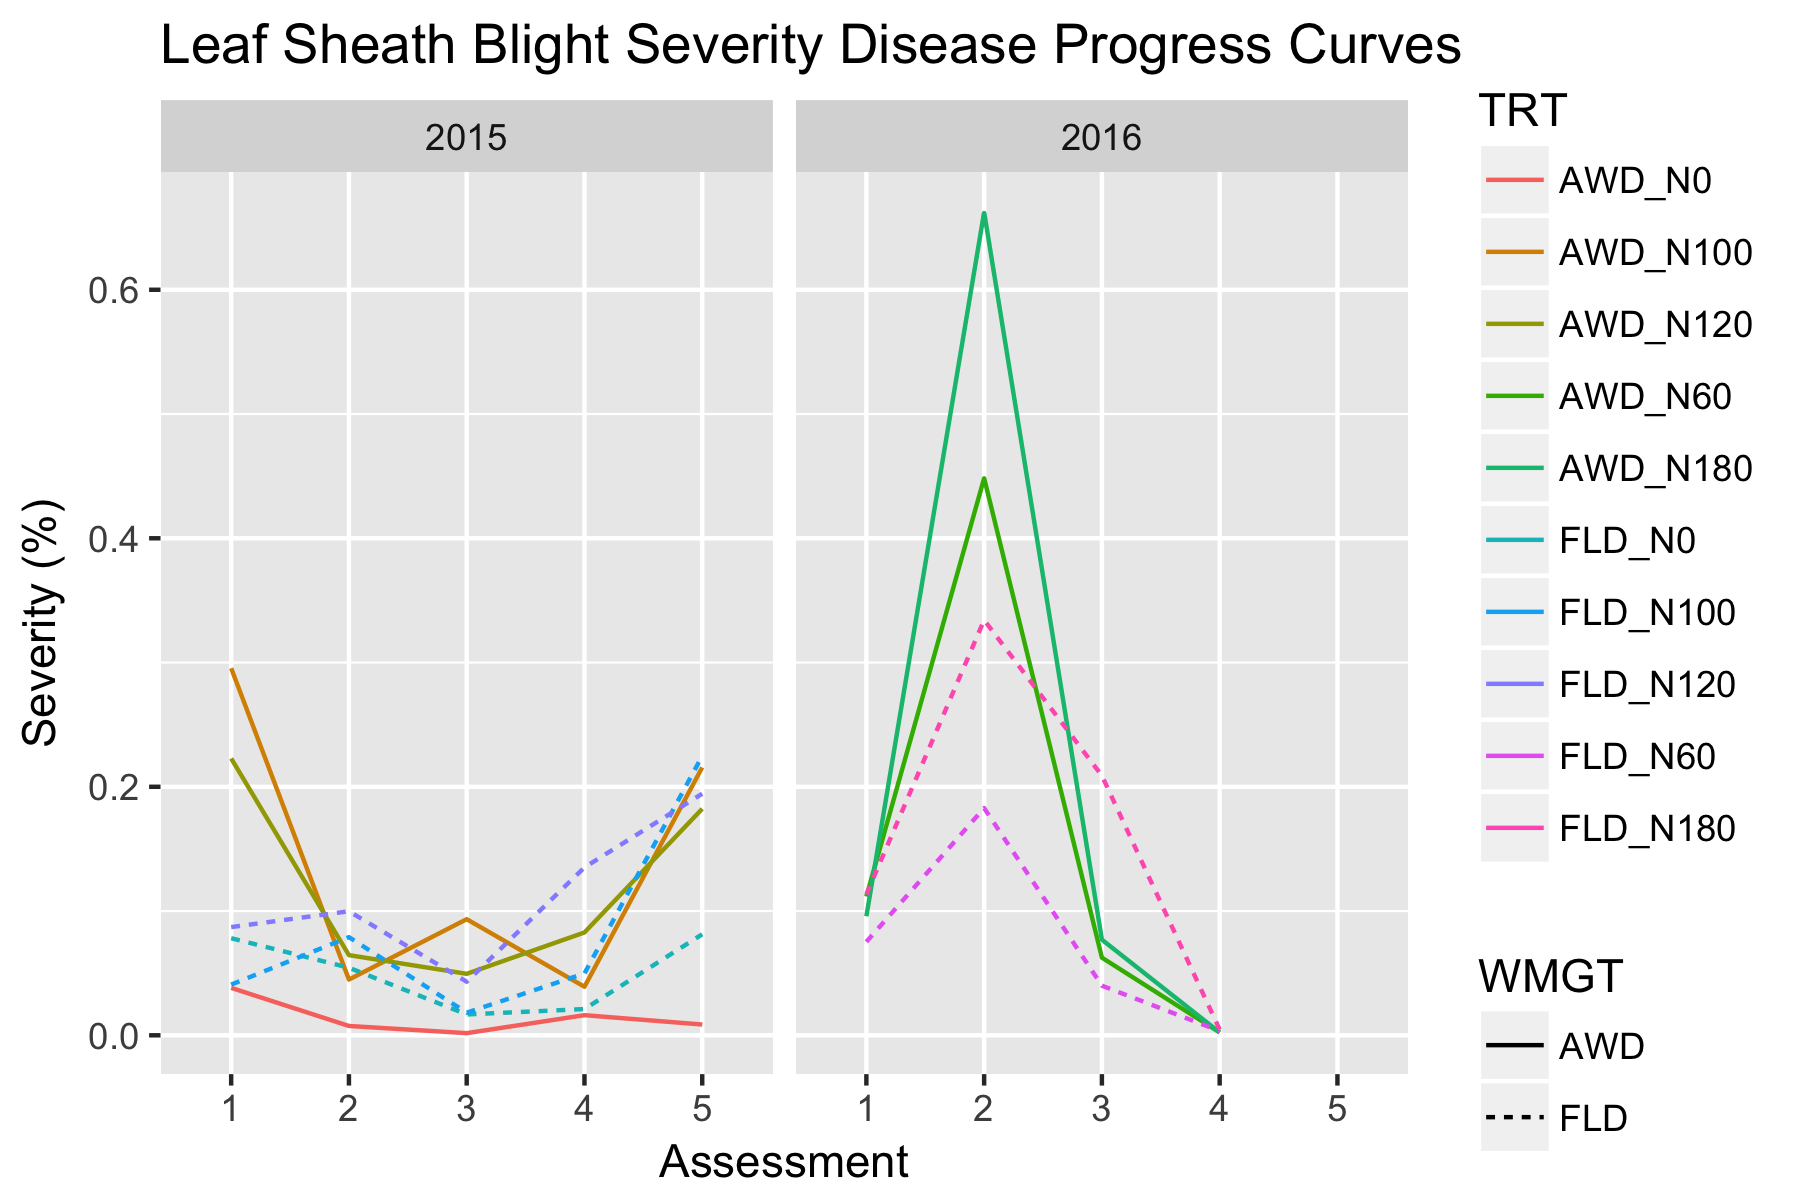 Leaf Sheath Blight Severity Disease Progress Curves
2015
2016
Severity (%)
0.6
0.4
0.2
0.0
1 2 3 4 5
1 2 3 4 5
Assessment
TRT
AWD_N0
AWD_N100
AWD_N120
AWD_N60
AWD_N180
FLD_N0
FLD_N100
FLD_N120
FLD_N60
FLD_N180
WMGT
AWD
FLD